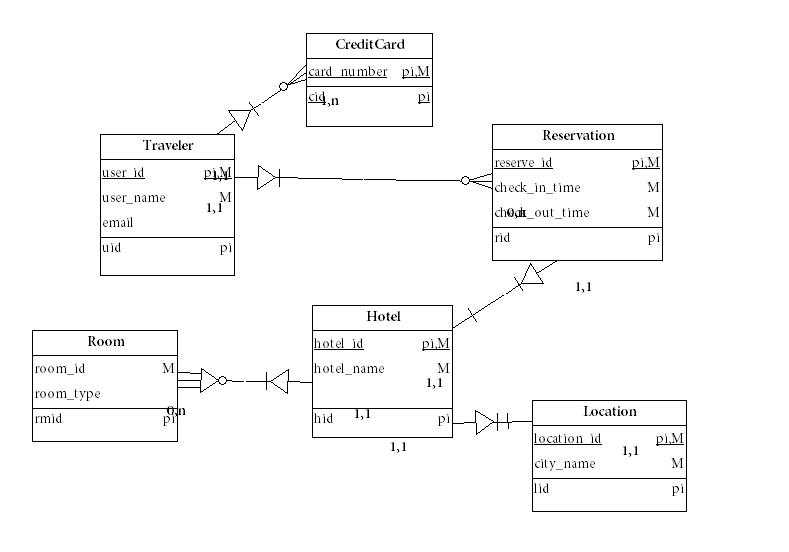 CreditCard
card_number pi,M
cid pi
1,n
Traveler
user_id pi,M
1,1
user_name M
1,1
email
uid pi
Reservation
reserve_id pi,M
check_in_time M
check_out_time M
0,n
rid pi
1,1
Hotel
hotel_id pi,M
hotel_name M
1,1
hid pi
1,1
1,1
Room
room_id M
room_type
0,n
rmid pi
Location
location_id pi,M
1,1
city_name M
lid pi